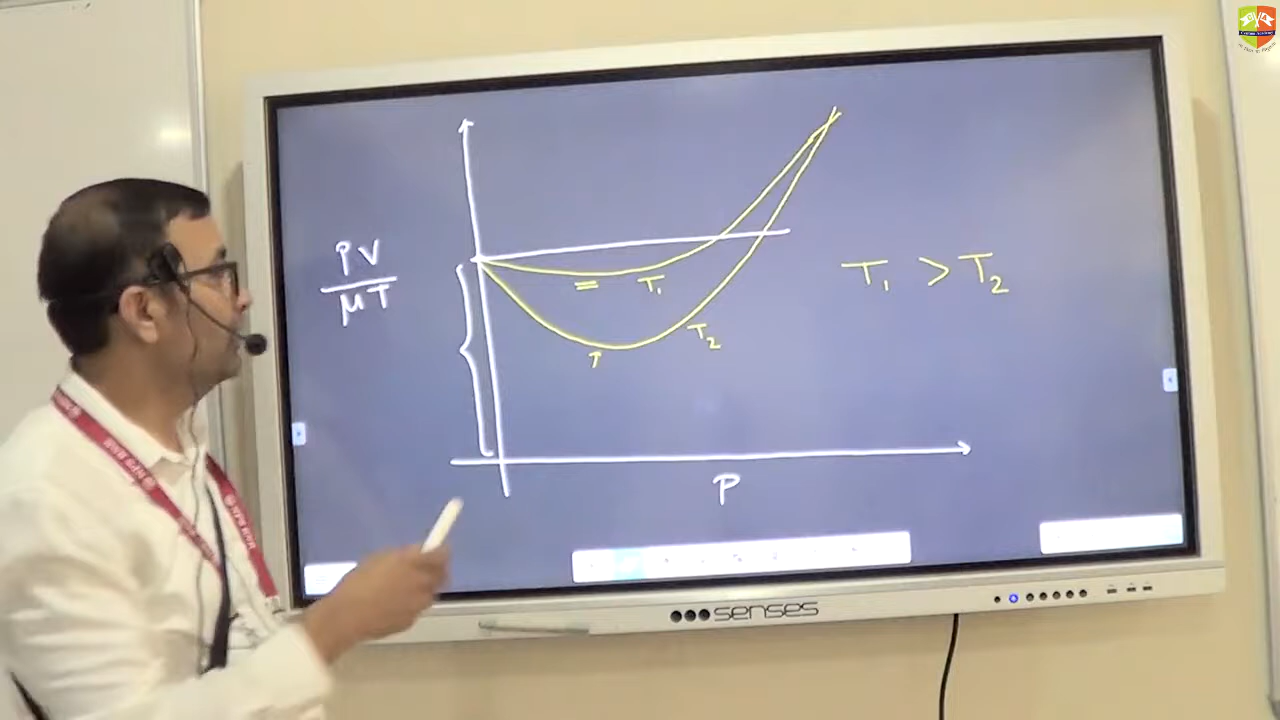 PV
μT
T₁
T₂
T₁ > T₂
P
senses